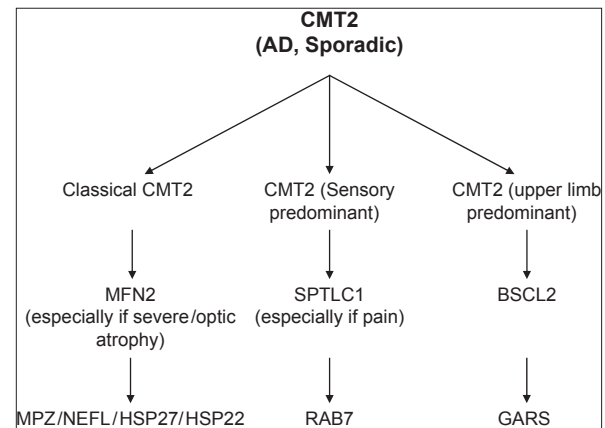 CMT2
(AD, Sporadic)
Classical CMT2
CMT2 (Sensory
predominant)
CMT2 (upper limb
predominant)
MFN2
(especially if severe/optic
atrophy)
SPTLC1
(especially if pain)
BSCL2
MPZ/NEFL/HSP27/HSP22
RAB7
GARS